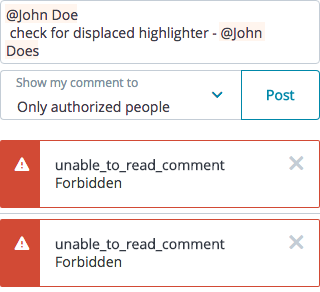 @John Doe
check for displaced highlighter - @John
Does
Show my comment to
Only authorized people
Post
unable_to_read_comment
Forbidden
unable_to_read_comment
Forbidden